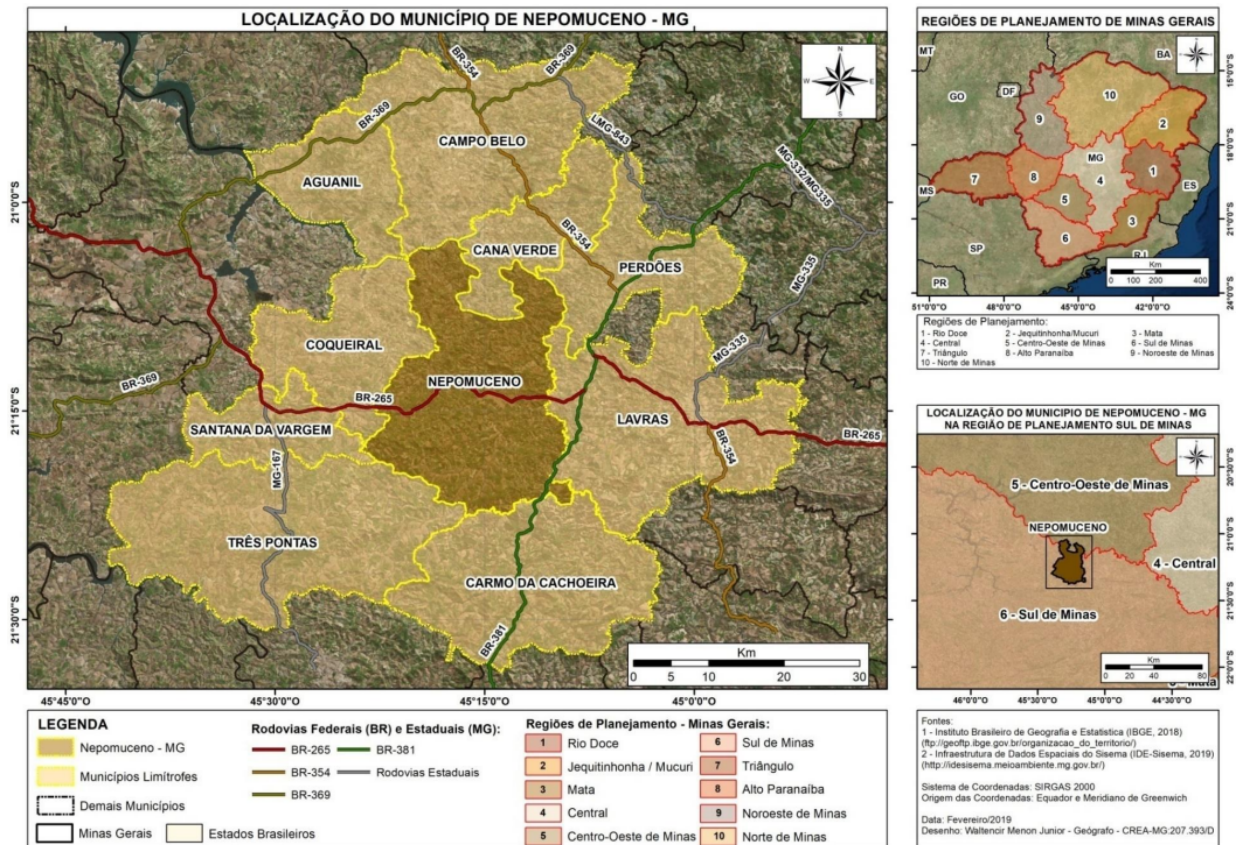 LOCALIZAÇÃO DO MUNICÍPIO DE NEPOMUCENO - MG
N
W
E
S
BR-354
BR-369
BR-369
LMG-843
CAMPO BELO
MG-332/MG335
AGUANIL
CANA VERDE
BR-354
PERDÕES
MG-335
COQUEIRAL
MG-335
BR-369
NEPOMUCENO
BR-265
LAVRAS
SANTANA DA VARGEM
BR-354
BR-265
MG-167
TRÊS PONTAS
CARMO DA CACHOEIRA
BR-381
Km
0 5 10 20 30
21°0'0"S
21°15'0"S
21°30'0"S
45°45'0"O
45°30'0"O
45°15'0"O
45°0'0"O
REGIÕES DE PLANEJAMENTO DE MINAS GERAIS
MT
BA
GO
DF
10
9
2
MG
7
8
4
1
MS
5
ES
3
6
SP
RJ
PR
Km
0 100 200 400
15°0'0"S
18°0'0"S
21°0'0"S
24°0'0"S
51°0'0"O
48°0'0"O
45°0'0"O
42°0'0"O
Regiões de Planejamento:
1 - Rio Doce 2 - Jequitinhonha/Mucuri 3 - Mata
4 - Central 5 - Centro-Oeste de Minas 6 - Sul de Minas
7 - Triângulo 8 - Alto Paranaíba 9 - Noroeste de Minas
10 - Norte de Minas
LOCALIZAÇÃO DO MUNICIPIO DE NEPOMUCENO - MG
NA REGIÃO DE PLANEJAMENTO SUL DE MINAS
5 - Centro-Oeste de Minas
NEPOMUCENO
4 - Central
6 - Sul de Minas
Km
0 20 40 80
Mata
20°30'0"S
21°0'0"S
21°30'0"S
22°0'0"S
46°0'0"O
45°30'0"O
45°0'0"O
44°30'0"O
LEGENDA
Nepomuceno - MG
Municípios Limítrofes
Demais Municípios
Minas Gerais
Estados Brasileiros
Rodovias Federais (BR) e Estaduais (MG):
BR-265
BR-381
BR-354
Rodovias Estaduais
BR-369
Regiões de Planejamento - Minas Gerais:
1 Rio Doce
2 Jequitinhonha / Mucuri
3 Mata
4 Central
5 Centro-Oeste de Minas
6 Sul de Minas
7 Triângulo
8 Alto Paranaíba
9 Noroeste de Minas
10 Norte de Minas
Fontes:
1 - Instituto Brasileiro de Geografia e Estatística (IBGE, 2018)
(ftp://geoftp.ibge.gov.br/organizacao_do_territorio/)
2 - Infraestrutura de Dados Espaciais do Sisema (IDE-Sisema, 2019)
(http://idesisema.meioambiente.mg.gov.br/)
Sistema de Coordenadas: SIRGAS 2000
Origem das Coordenadas: Equador e Meridiano de Greenwich
Data: Fevereiro/2019
Desenho: Waltencir Menon Junior - Geógrafo - CREA-MG:207.393/D